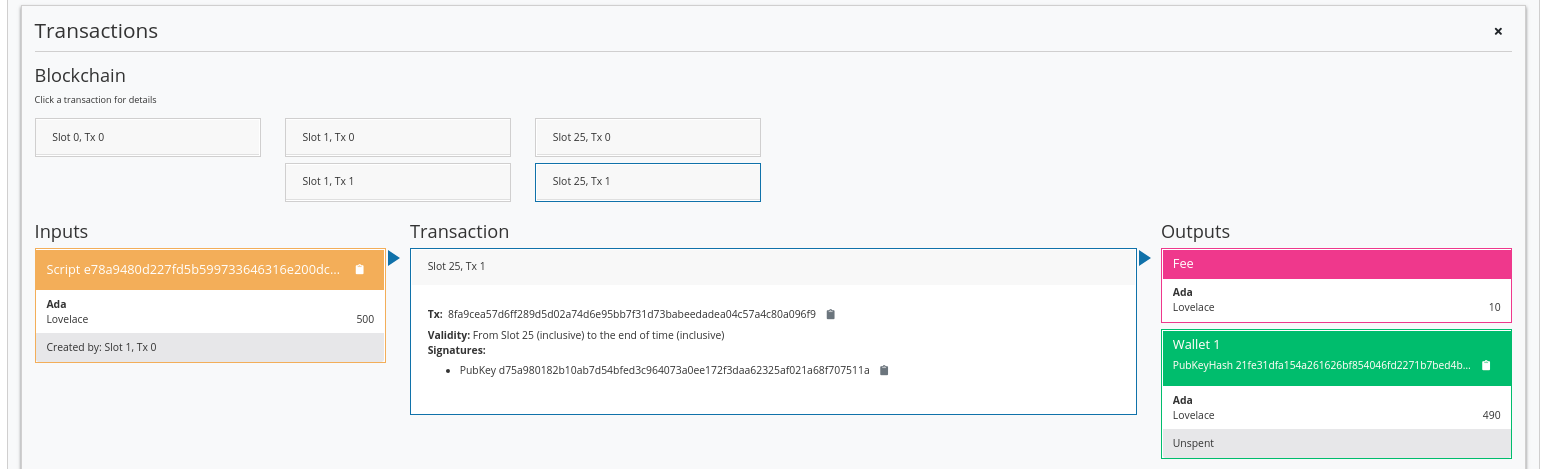 Transactions
×
Blockchain
Click a transaction for details
Slot 0, Tx 0
Slot 1, Tx 0
Slot 25, Tx 0
Slot 1, Tx 1
Slot 25, Tx 1
Inputs
Script e78a9480d227fd5b599733646316e200dc...
Ada
Lovelace 500
Created by: Slot 1, Tx 0
Transaction
Slot 25, Tx 1
Tx: 8fa9cea57d6ff289d5d02a74d6e95bb7f31d73babeedadea04c57a4c80a096f9
Validity: From Slot 25 (inclusive) to the end of time (inclusive)
Signatures:
• PubKey d75a980182b10ab7d54bfed3c964073a0ee172f3daa62325af021a68f707511a
Outputs
Fee
Ada
Lovelace 10
Wallet 1
PubKeyHash 21fe31dfa154a261626bf854046fd2271b7bed4b...
Ada
Lovelace 490
Unspent